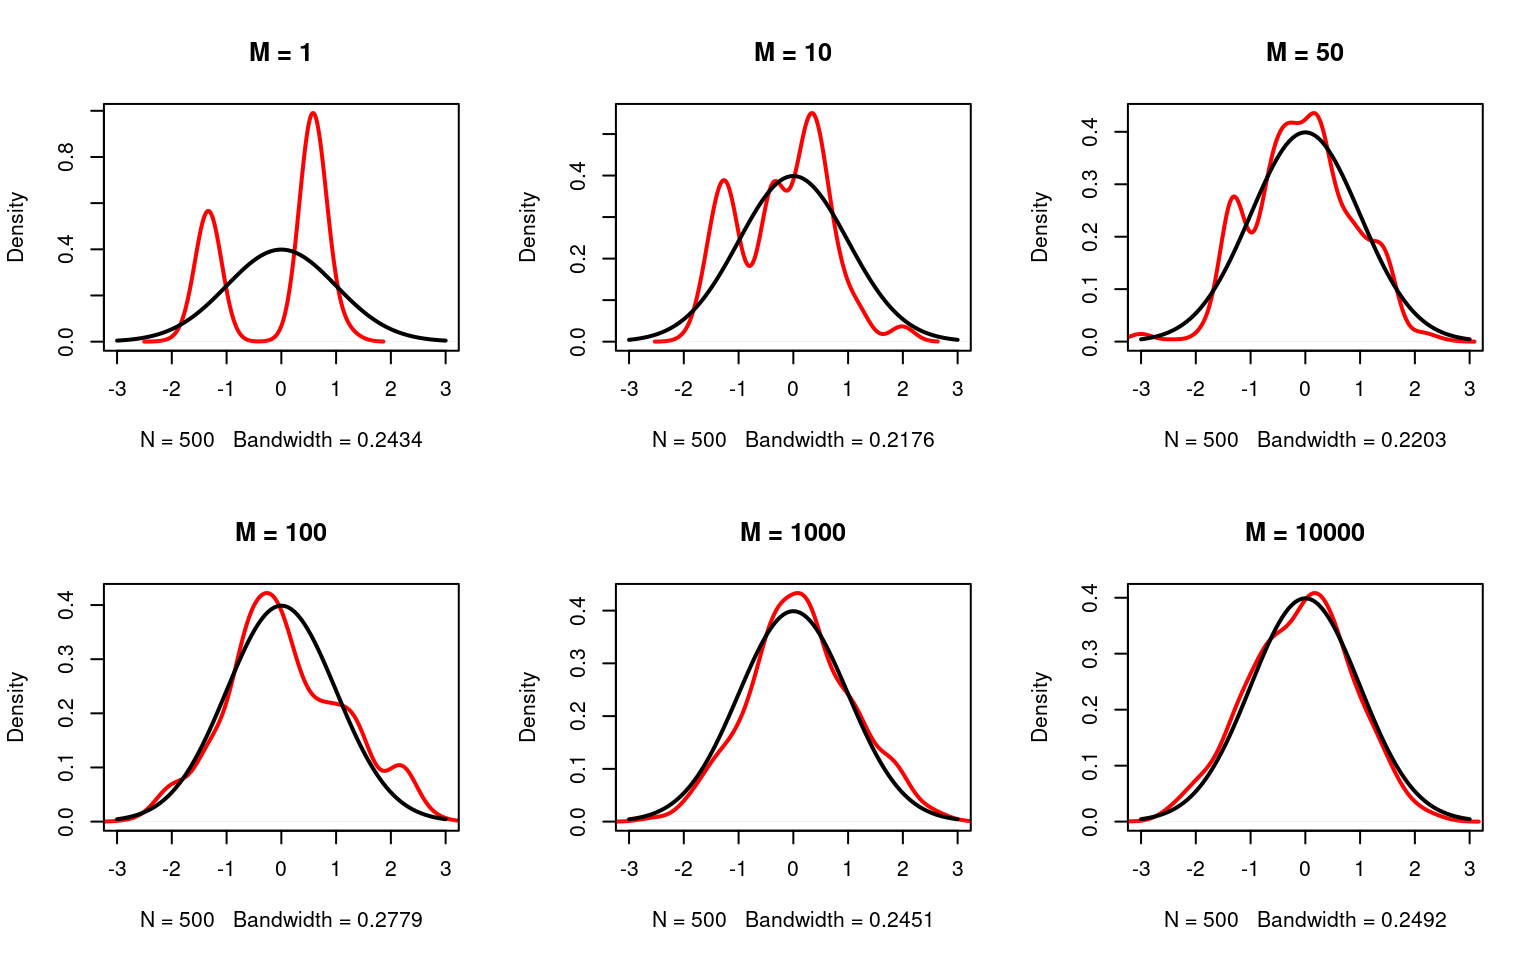 M = 1
Density
0.0 0.4 0.8
-3 -2 -1 0 1 2 3
N = 500 Bandwidth = 0.2434
M = 10
Density
0.0 0.2 0.4
-3 -2 -1 0 1 2 3
N = 500 Bandwidth = 0.2176
M = 50
Density
0.0 0.1 0.2 0.3 0.4
-3 -2 -1 0 1 2 3
N = 500 Bandwidth = 0.2203
M = 100
Density
0.0 0.1 0.2 0.3 0.4
-3 -2 -1 0 1 2 3
N = 500 Bandwidth = 0.2779
M = 1000
Density
0.0 0.1 0.2 0.3 0.4
-3 -2 -1 0 1 2 3
N = 500 Bandwidth = 0.2451
M = 10000
Density
0.0 0.1 0.2 0.3 0.4
-3 -2 -1 0 1 2 3
N = 500 Bandwidth = 0.2492